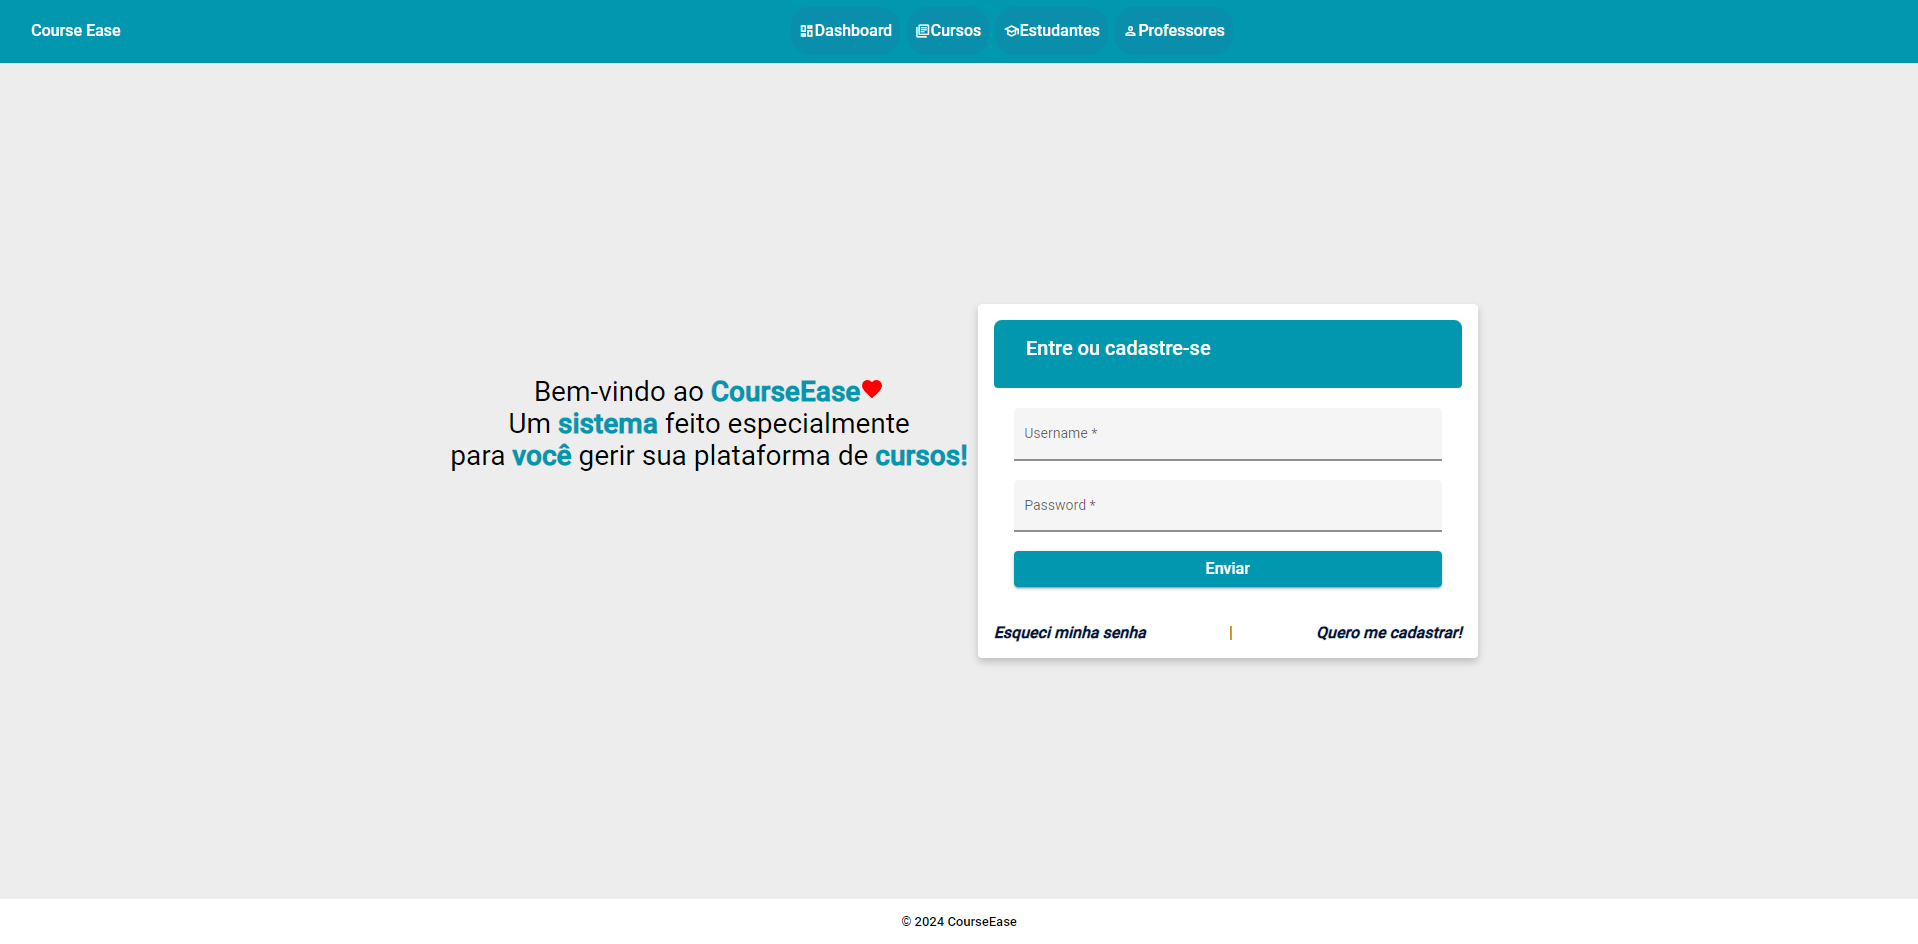 Course Ease
Dashboard
Cursos
Estudantes
Professores
Bem-vindo ao CourseEase
Um sistema feito especialmente
para você gerir sua plataforma de cursos!
Entre ou cadastre-se
Username *
Password *
Enviar
Esqueci minha senha | Quero me cadastrar!
© 2024 CourseEase